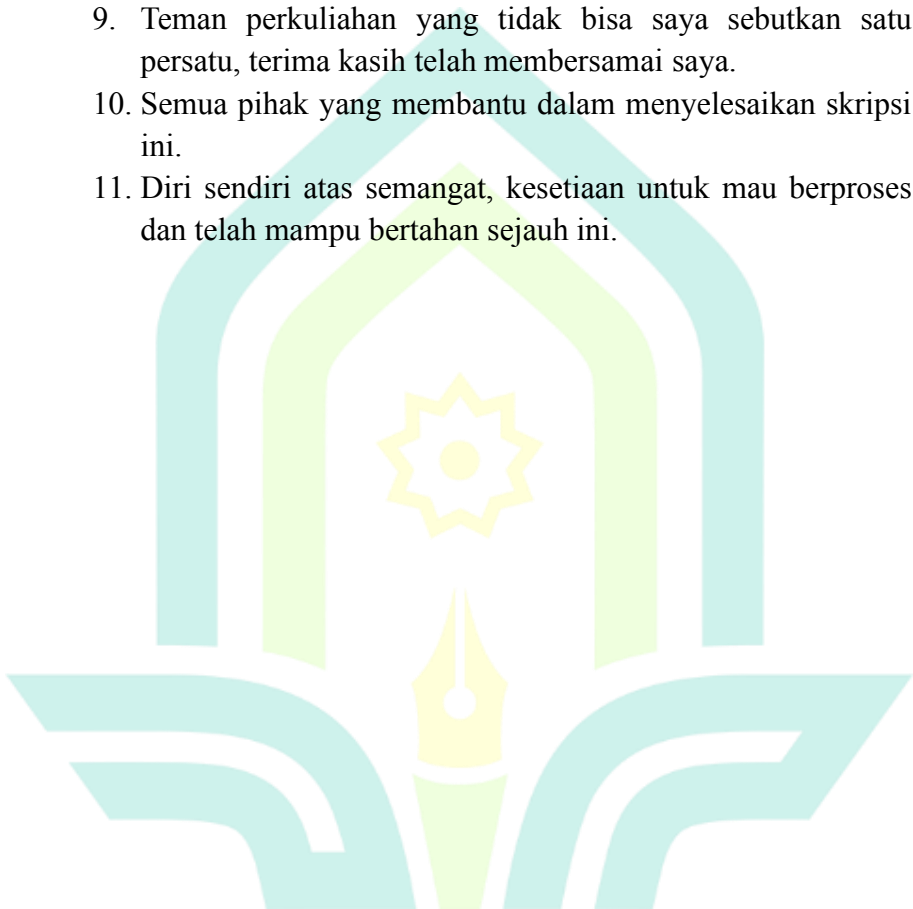 9. Teman perkuliahan yang tidak bisa saya sebutkan satu
persatu, terima kasih telah membersamai saya.
10. Semua pihak yang membantu dalam menyelesaikan skripsi
ini.
11. Diri sendiri atas semangat, kesetiaan untuk mau berproses
dan telah mampu bertahan sejauh ini.